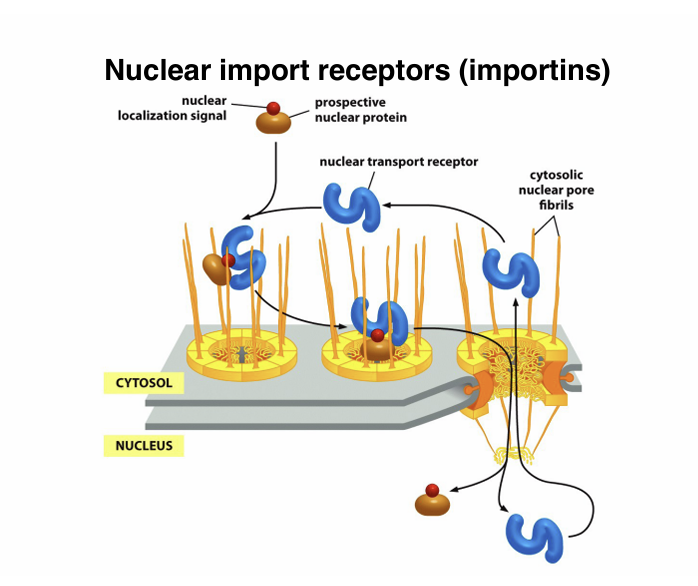 Nuclear import receptors (importins)
nuclear
localization signal
prospective
nuclear protein
nuclear transport receptor
cytosolic
nuclear pore
fibrils
CYTOSOL
NUCLEUS